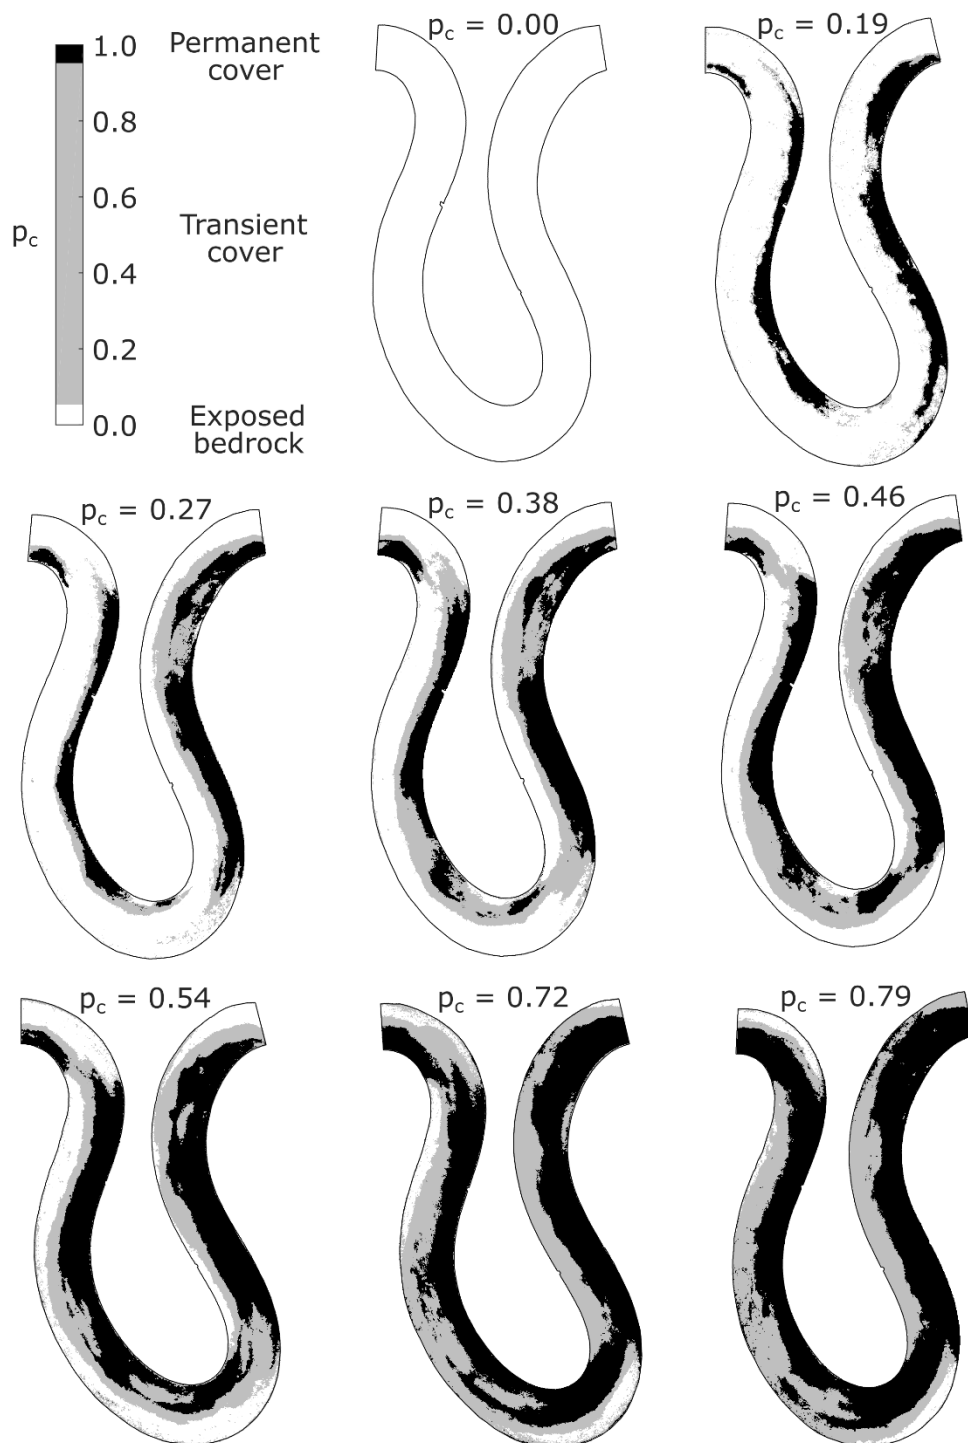 1.0
0.8
0.6
0.4
0.2
0.0
p_c
Permanent
cover
Transient
cover
Exposed
bedrock
p_c = 0.00
p_c = 0.19
p_c = 0.27
p_c = 0.38
p_c = 0.46
p_c = 0.54
p_c = 0.72
p_c = 0.79